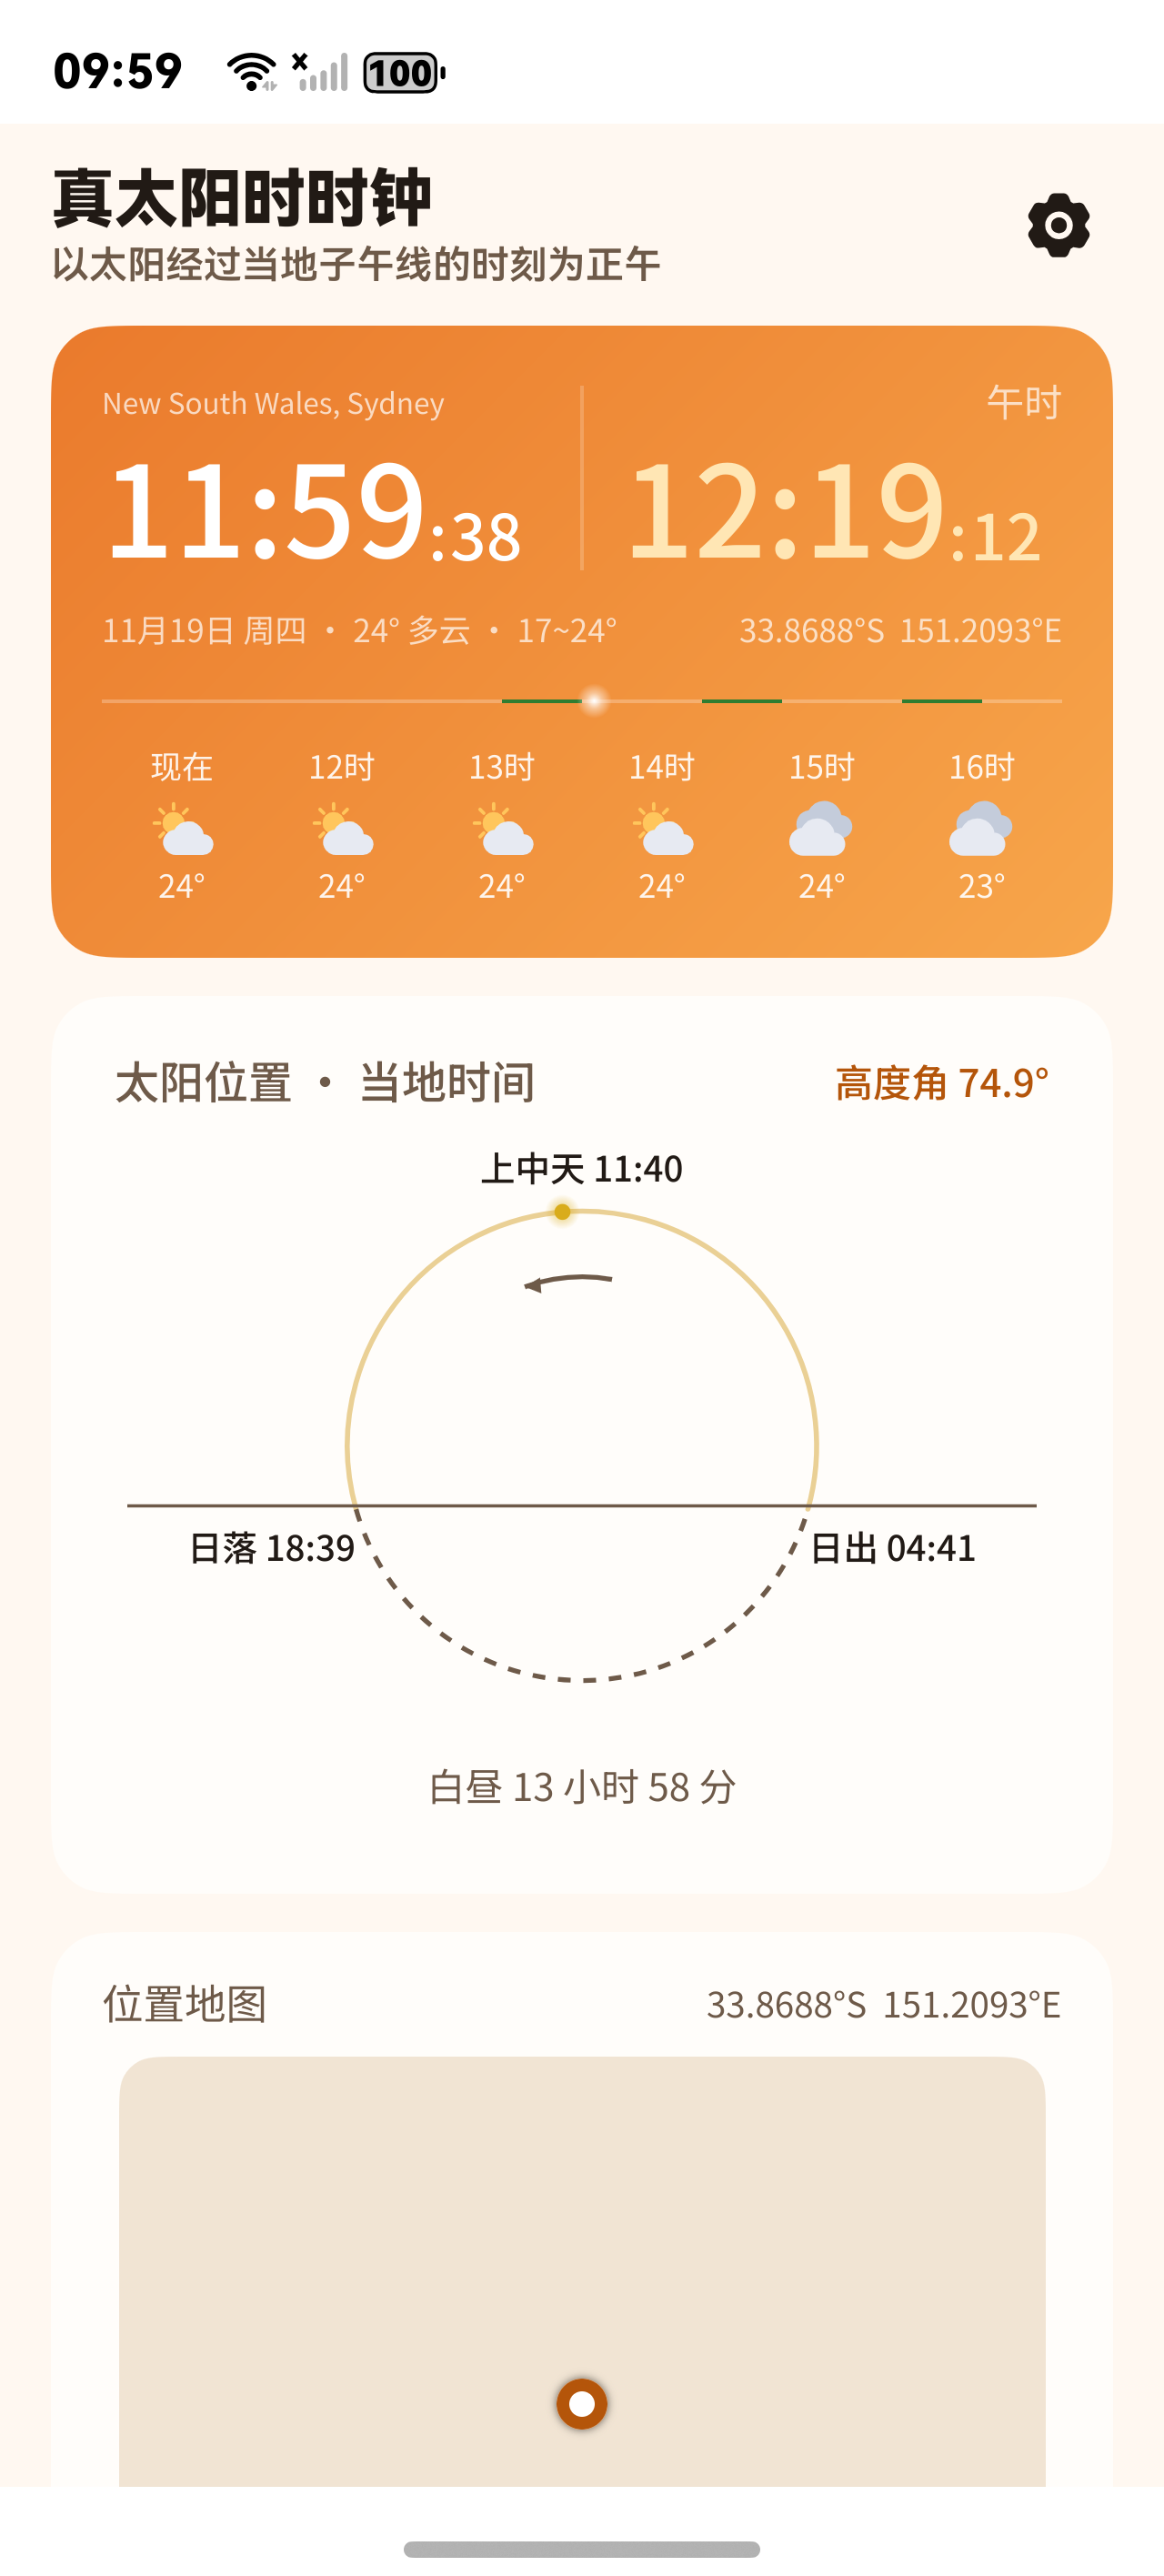 09:59 100
真太阳时时钟
以太阳经过当地子午线的时刻为正午
New South Wales, Sydney 午时
11:59:38 12:19:12
11月19日 周四 · 24° 多云 · 17~24° 33.8688°S 151.2093°E
现在 12时 13时 14时 15时 16时
24° 24° 24° 24° 24° 23°
太阳位置 · 当地时间 高度角 74.9°
上中天 11:40
日落 18:39 日出 04:41
白昼 13 小时 58 分
位置地图 33.8688°S 151.2093°E